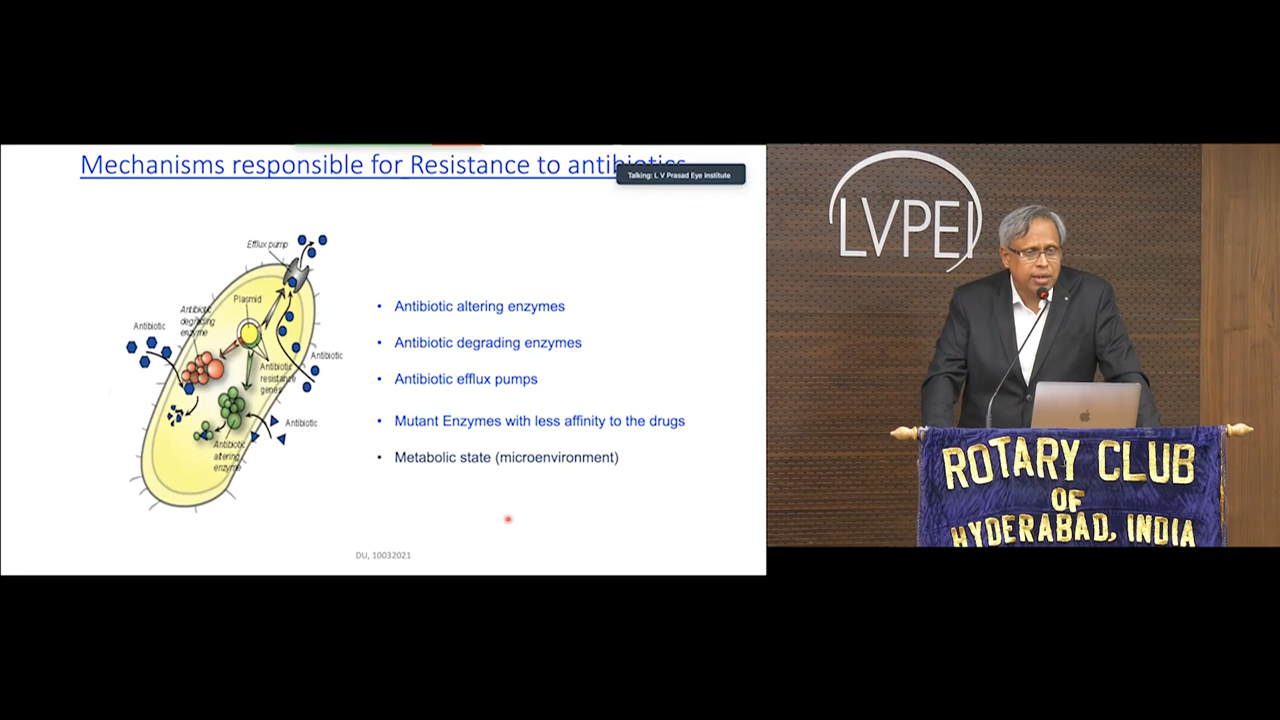 Mechanisms responsible for Resistance to antibiotics
Talking: L V Prasad Eye Institute
Efflux pump
Plasmid
Antibiotic
degrading
enzyme
Antibiotic
Antibiotic
Antibiotic
resistance
genes
Antibiotic
Antibiotic
altering
enzyme
• Antibiotic altering enzymes
• Antibiotic degrading enzymes
• Antibiotic efflux pumps
• Mutant Enzymes with less affinity to the drugs
• Metabolic state (microenvironment)
DU, 10032021
LVPEI
ROTARY CLUB
OF
HYDERABAD, INDIA